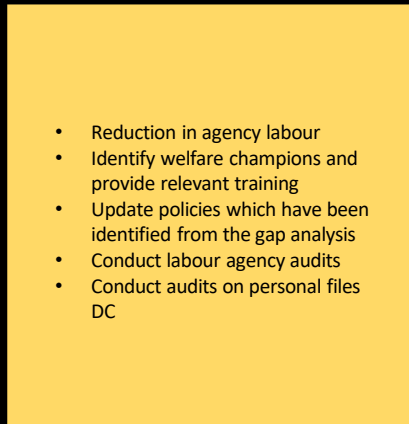 • Reduction in agency labour
• Identify welfare champions and
provide relevant training
• Update policies which have been
identified from the gap analysis
• Conduct labour agency audits
• Conduct audits on personal files
DC